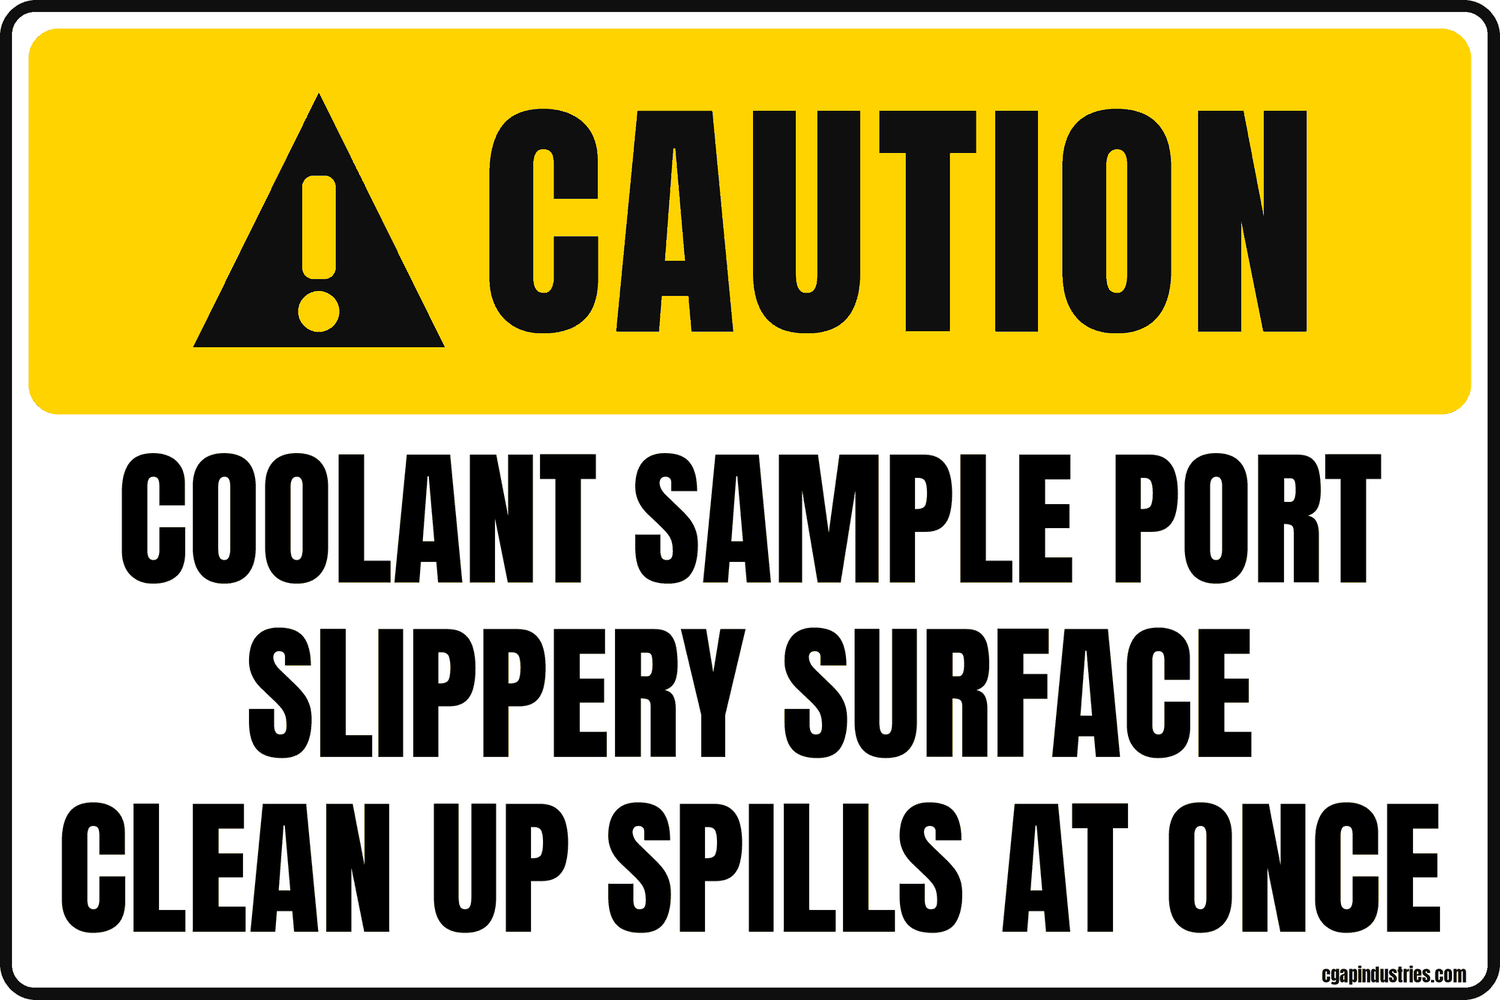 CAUTION
COOLANT SAMPLE PORT
SLIPPERY SURFACE
CLEAN UP SPILLS AT ONCE
cgapindustries.com